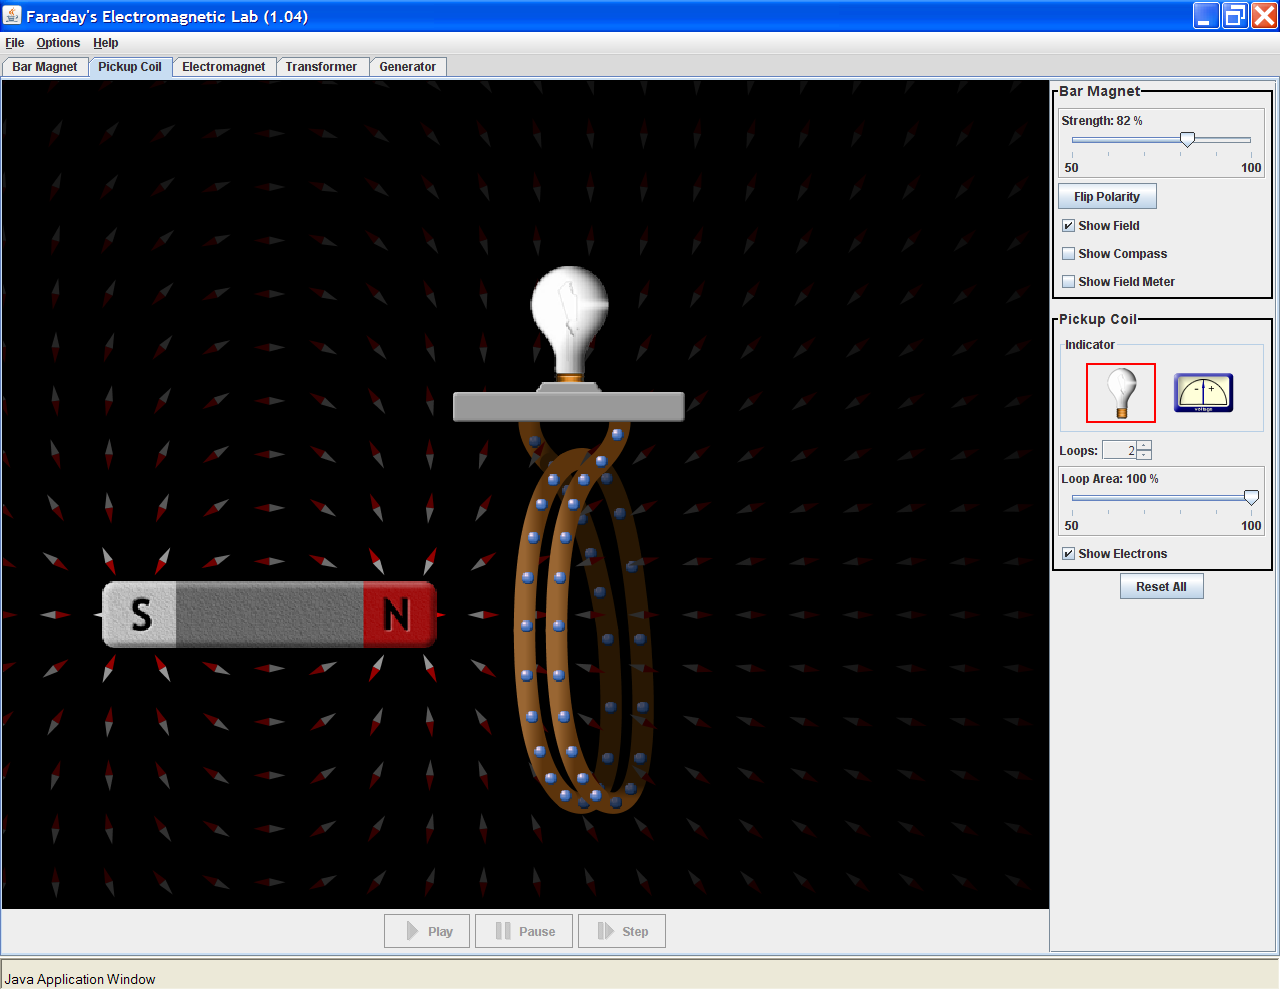 Faraday's Electromagnetic Lab (1.04)
File Options Help
Bar Magnet Pickup Coil Electromagnet Transformer Generator
Bar Magnet
Strength: 82 %
50 100
Flip Polarity
Show Field
Show Compass
Show Field Meter
Pickup Coil
Indicator
- +
voltage
Loops: 2
Loop Area: 100 %
50 100
Show Electrons
Reset All
S N
Play Pause Step
Java Application Window